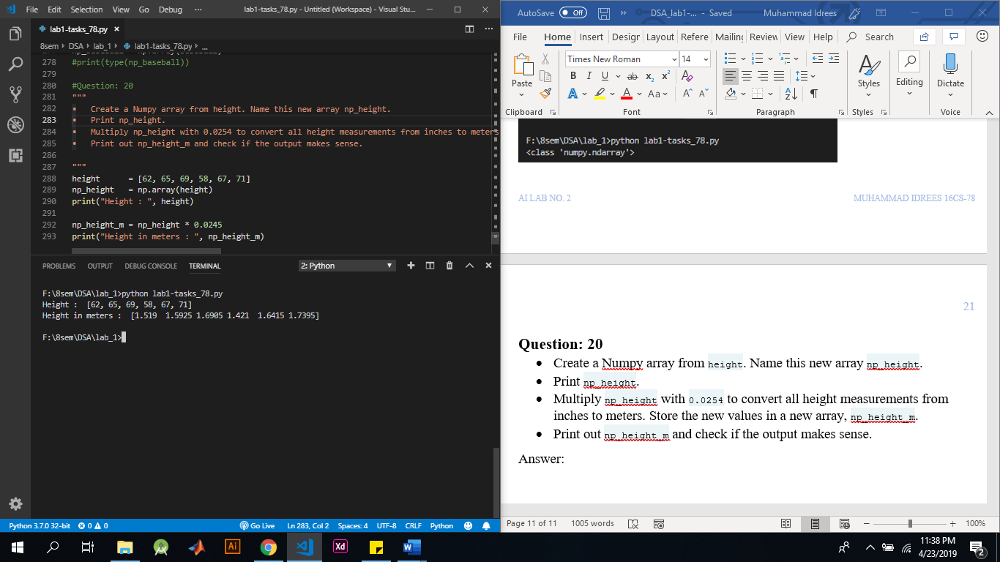 File Edit Selection View Go Debug ··· lab1-tasks_78.py - Untitled (Workspace) - Visual Stu...
lab1-tasks_78.py
8sem DSA lab_1 lab1-tasks_78.py ...
278 #print(type(np_baseball))
279
280 #Question: 20
281 """
282 • Create a Numpy array from height. Name this new array np_height.
283 • Print np_height.
284 • Multiply np_height with 0.0254 to convert all height measurements from inches to meters
285 • Print out np_height_m and check if the output makes sense.
286
287 """
288 height = [62, 65, 69, 58, 67, 71]
289 np_height = np.array(height)
290 print("Height : ", height)
291
292 np_height_m = np_height * 0.0245
293 print("Height in meters : ", np_height_m)
PROBLEMS OUTPUT DEBUG CONSOLE TERMINAL 2: Python
F:\8sem\DSA\lab_1>python lab1-tasks_78.py
Height : [62, 65, 69, 58, 67, 71]
Height in meters : [1.519 1.5925 1.6905 1.421 1.6415 1.7395]
F:\8sem\DSA\lab_1>
Python 3.7.0 32-bit 0 0 Go Live Ln 283, Col 2 Spaces: 4 UTF-8 CRLF Python
AutoSave Off DSA_lab1-... - Saved Muhammad Idrees
File Home Insert Design Layout Refere Mailing Review View Help Search
Times New Roman 14
Paste B I U ab x₂ x² A Aa A A Styles Editing Dictate
Clipboard Font Paragraph Styles Voice
F:\8sem\DSA\lab_1>python lab1-tasks_78.py
<class 'numpy.ndarray'>
AI LAB NO. 2 MUHAMMAD IDREES 16CS-78
21
Question: 20
• Create a Numpy array from height. Name this new array np_height.
• Print np_height.
• Multiply np_height with 0.0254 to convert all height measurements from
inches to meters. Store the new values in a new array, np_height_m.
• Print out np_height_m and check if the output makes sense.
Answer:
Page 11 of 11 1005 words 100%
Ai Xd
11:38 PM
4/23/2019
2